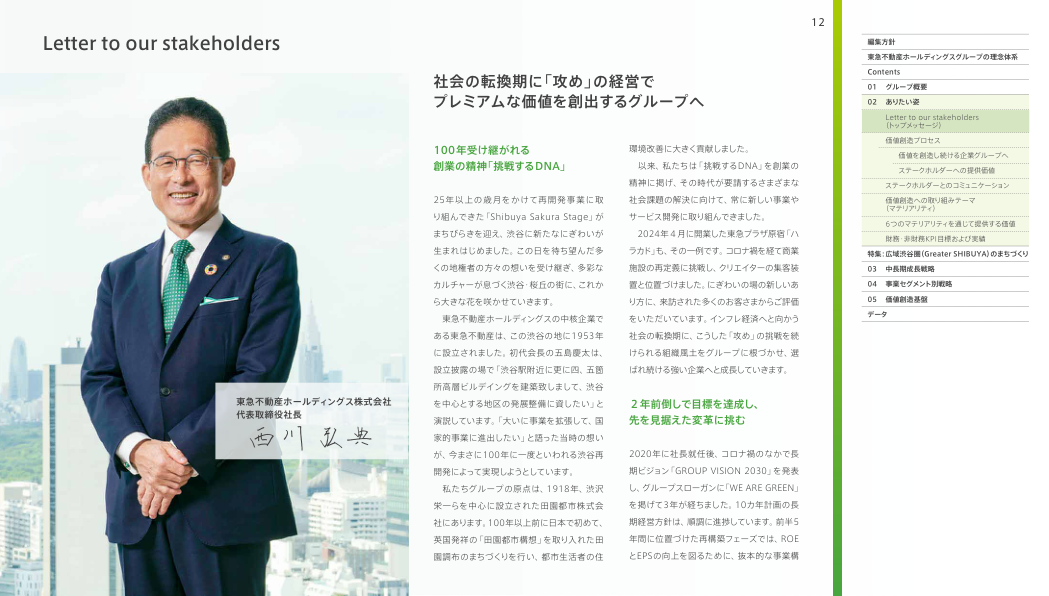 12
Letter to our stakeholders
東急不動産ホールディングス株式会社
代表取締役社長
西川 弘典
社会の転換期に「攻め」の経営で
プレミアムな価値を創出するグループへ
100年受け継がれる
創業の精神「挑戦するDNA」
25年以上の歳月をかけて再開発事業に取
り組んできた「Shibuya Sakura Stage」が
まちびらきを迎え、渋谷に新たなにぎわいが
生まれはじめました。この日を待ち望んだ多
くの地権者の方々の想いを受け継ぎ、多彩な
カルチャーが息づく渋谷・桜丘の街に、これか
ら大きな花を咲かせていきます。
東急不動産ホールディングスの中核企業で
ある東急不動産は、この渋谷の地に1953年
に設立されました。初代会長の五島慶太は、
設立披露の場で「渋谷駅附近に更に四、五箇
所高層ビルデイングを建築致しまして、渋谷
を中心とする地区の発展整備に資したい」と
演説しています。「大いに事業を拡張して、国
家的事業に進出したい」と語った当時の想い
が、今まさに100年に一度といわれる渋谷再
開発によって実現しようとしています。
私たちグループの原点は、1918年、渋沢
栄一らを中心に設立された田園都市株式会
社にあります。100年以上前に日本で初めて、
英国発祥の「田園都市構想」を取り入れた田
園調布のまちづくりを行い、都市生活者の住
環境改善に大きく貢献しました。
以来、私たちは「挑戦するDNA」を創業の
精神に掲げ、その時代が要請するさまざまな
社会課題の解決に向けて、常に新しい事業や
サービス開発に取り組んできました。
2024年4月に開業した東急プラザ原宿「ハ
ラカド」も、その一例です。コロナ禍を経て商業
施設の再定義に挑戦し、クリエイターの集客装
置と位置づけました。にぎわいの場の新しいあ
り方に、来訪された多くのお客さまからご評価
をいただいています。インフレ経済へと向かう
社会の転換期に、こうした「攻め」の挑戦を続
けられる組織風土をグループに根づかせ、選
ばれ続ける強い企業へと成長していきます。
2年前倒しで目標を達成し、
先を見据えた変革に挑む
2020年に社長就任後、コロナ禍のなかで長
期ビジョン「GROUP VISION 2030」を発表
し、グループスローガンに「WE ARE GREEN」
を掲げて3年が経ちました。10カ年計画の長
期経営方針は、順調に進捗しています。前半5
年間に位置づけた再構築フェーズでは、ROE
とEPSの向上を図るために、抜本的な事業構
編集方針
東急不動産ホールディングスグループの理念体系
Contents
01 グループ概要
02 ありたい姿
Letter to our stakeholders
(トップメッセージ)
価値創造プロセス
価値を創造し続ける企業グループへ
ステークホルダーへの提供価値
ステークホルダーとのコミュニケーション
価値創造への取り組みテーマ
(マテリアリティ)
6つのマテリアリティを通じて提供する価値
財務・非財務KPI目標および実績
特集:広域渋谷圏(Greater SHIBUYA)のまちづくり
03 中長期成長戦略
04 事業セグメント別戦略
05 価値創造基盤
データ